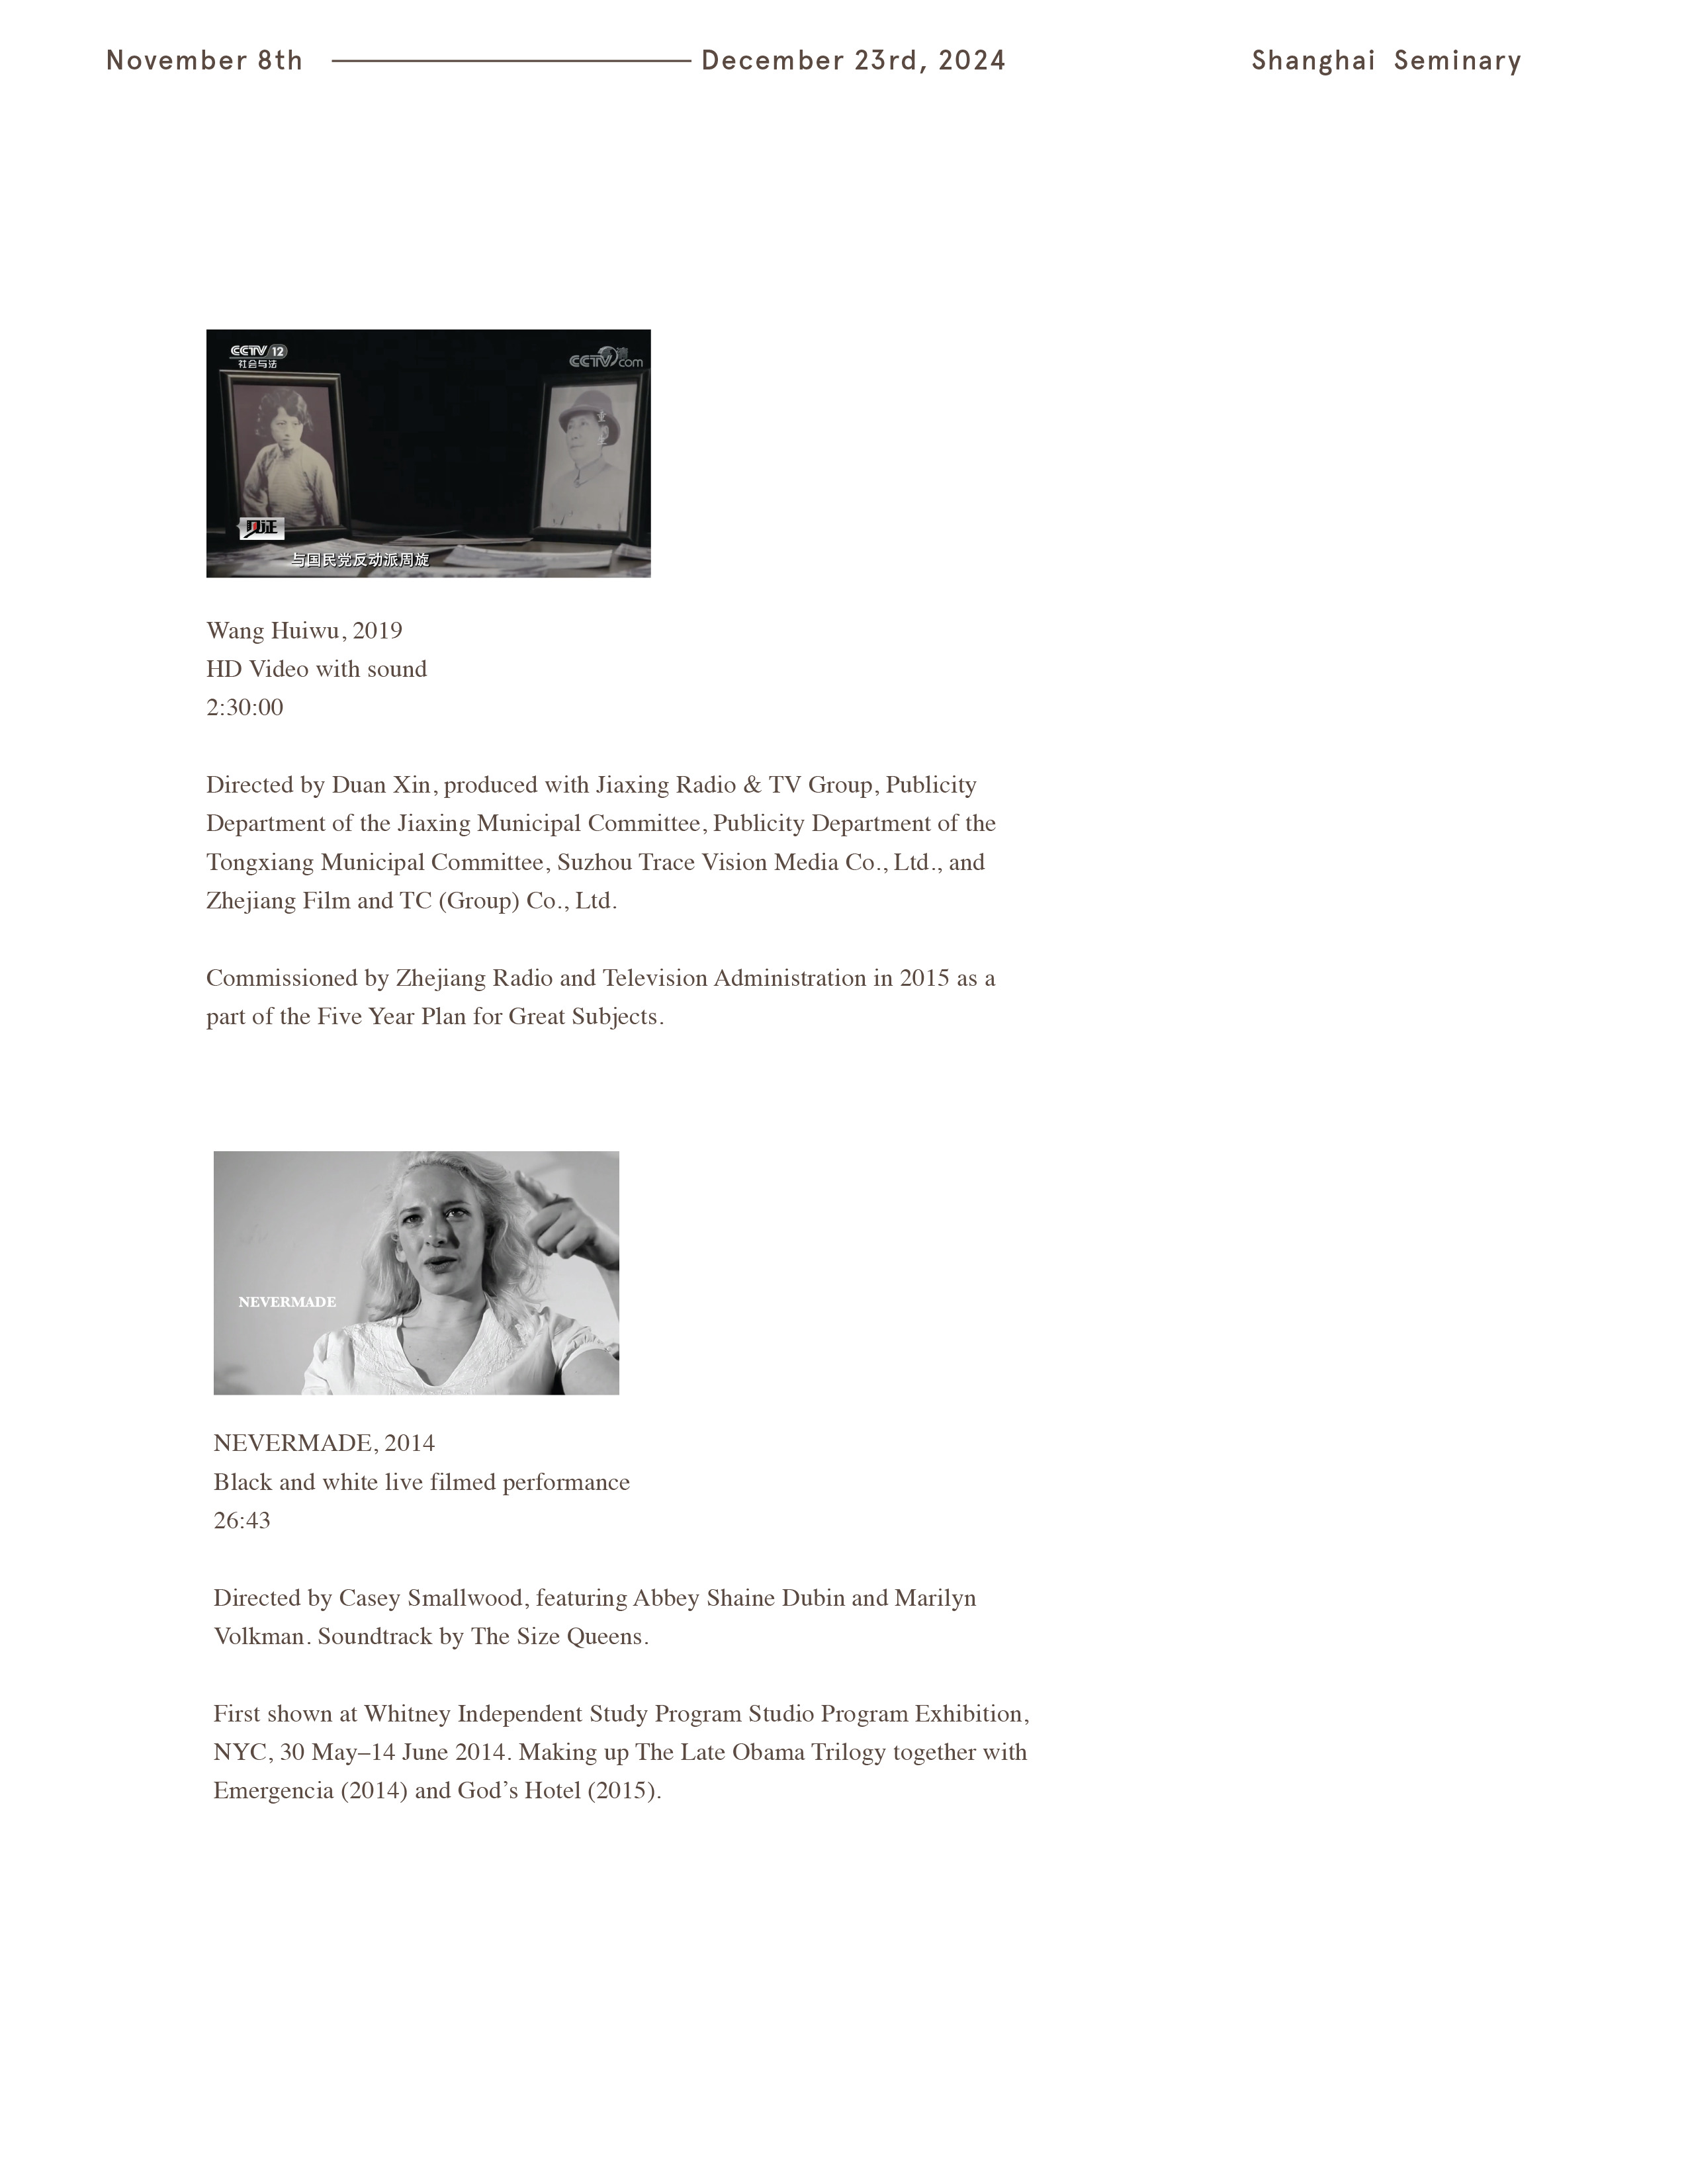 November 8th December 23rd, 2024 Shanghai Seminary
CCTV 12
社会与法
CCTV com
见证
与国民党反动派周旋
Wang Huiwu, 2019
HD Video with sound
2:30:00
Directed by Duan Xin, produced with Jiaxing Radio & TV Group, Publicity
Department of the Jiaxing Municipal Committee, Publicity Department of the
Tongxiang Municipal Committee, Suzhou Trace Vision Media Co., Ltd., and
Zhejiang Film and TC (Group) Co., Ltd.
Commissioned by Zhejiang Radio and Television Administration in 2015 as a
part of the Five Year Plan for Great Subjects.
NEVERMADE
NEVERMADE, 2014
Black and white live filmed performance
26:43
Directed by Casey Smallwood, featuring Abbey Shaine Dubin and Marilyn
Volkman. Soundtrack by The Size Queens.
First shown at Whitney Independent Study Program Studio Program Exhibition,
NYC, 30 May–14 June 2014. Making up The Late Obama Trilogy together with
Emergencia (2014) and God’s Hotel (2015).